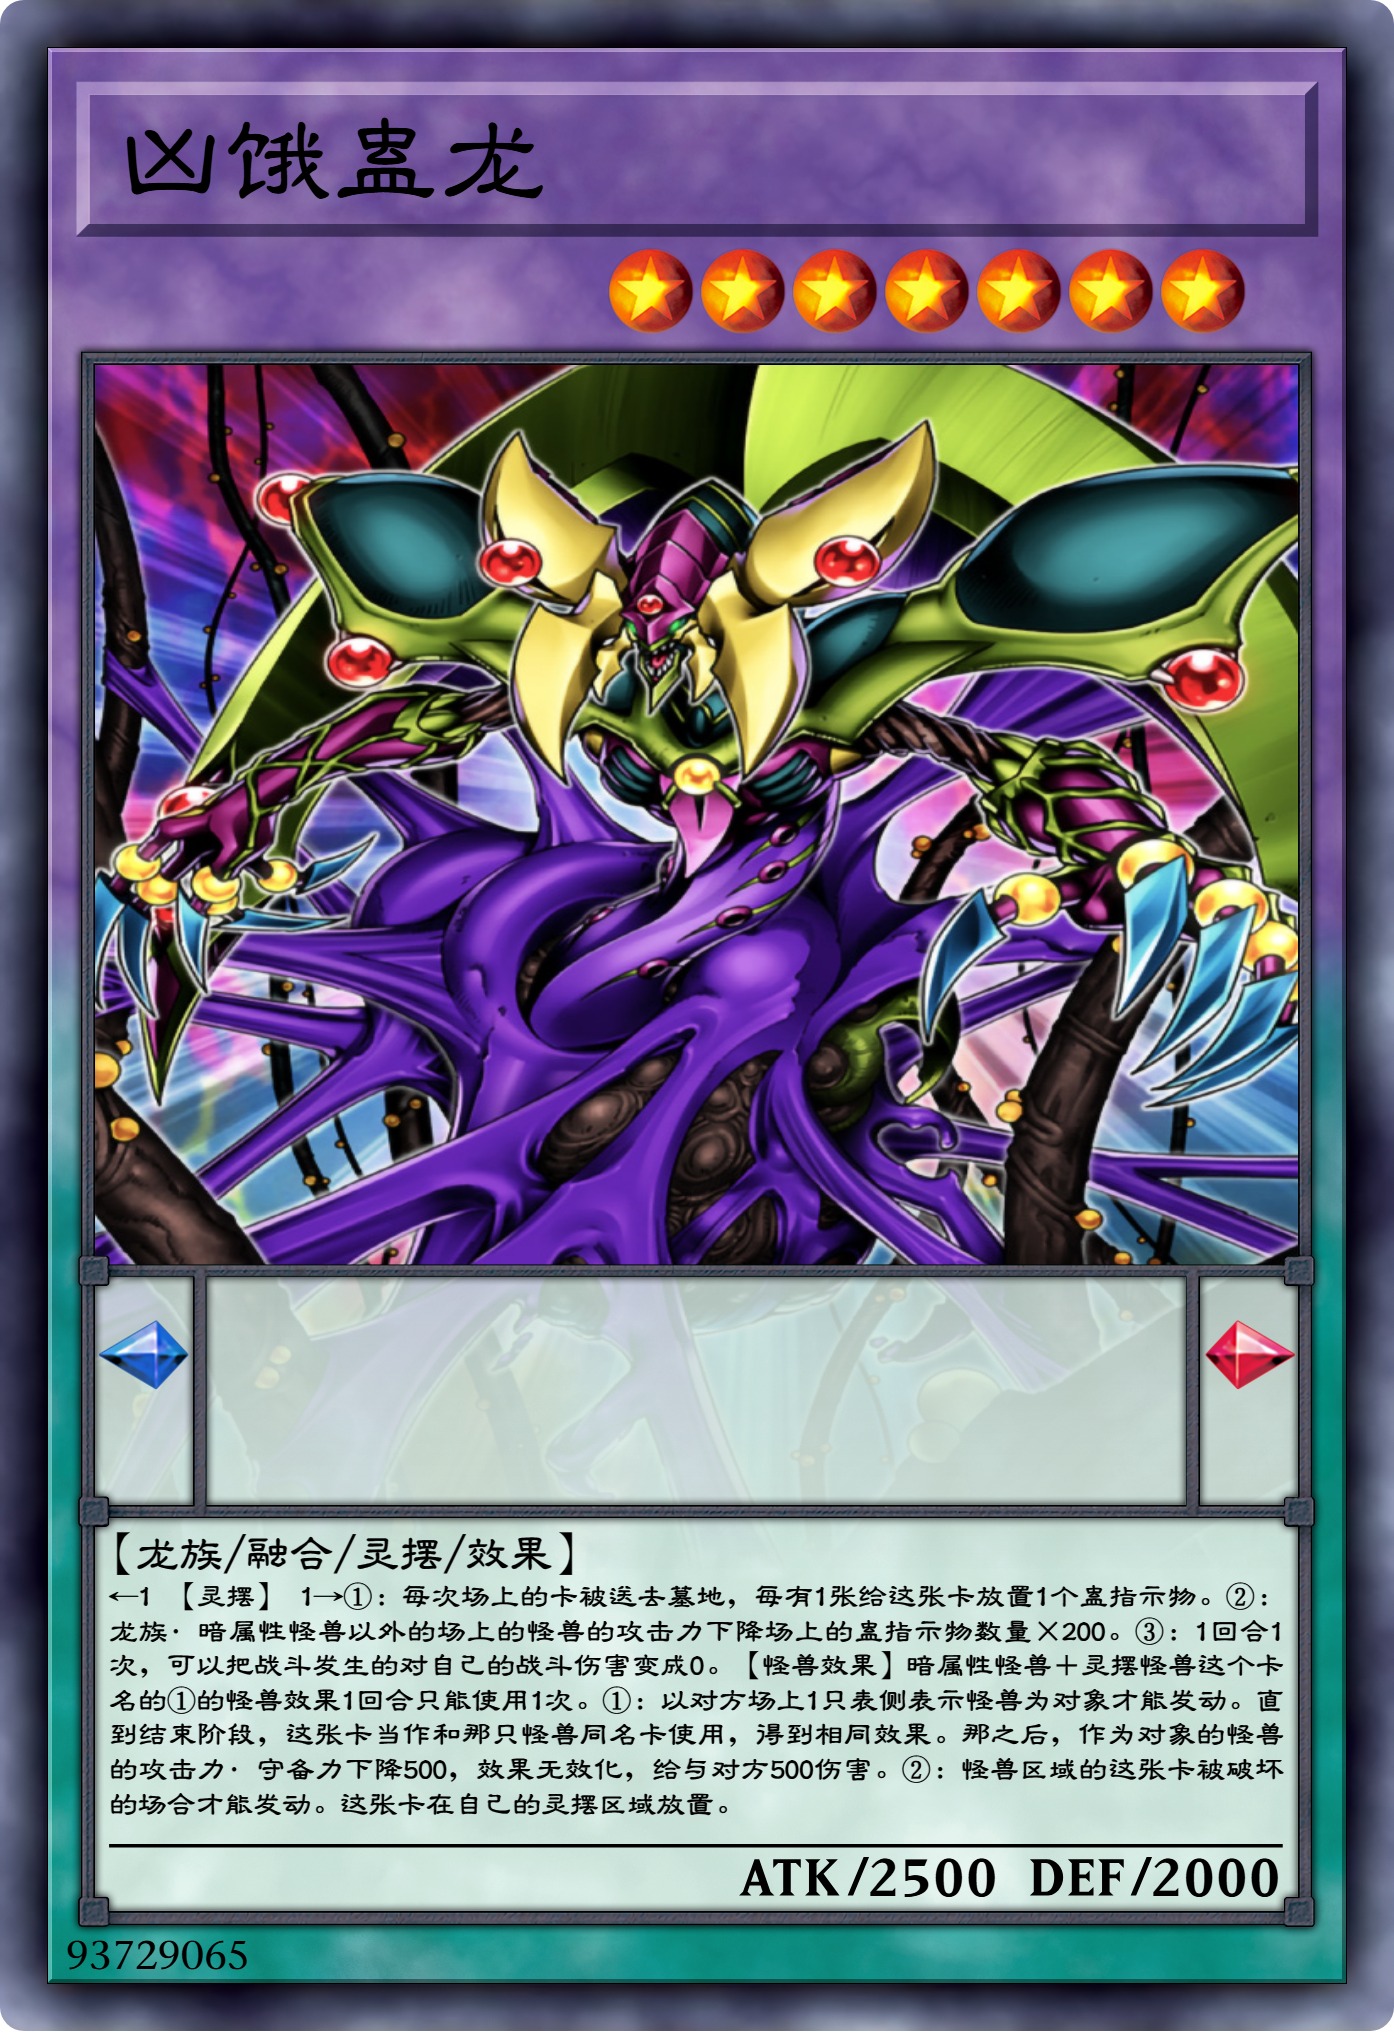 凶饿蛊龙
【龙族/融合/灵摆/效果】
←1 【灵摆】 1→①：每次场上的卡被送去墓地，每有1张给这张卡放置1个蛊指示物。②：
龙族·暗属性怪兽以外的场上的怪兽的攻击力下降场上的蛊指示物数量×200。③：1回合1
次，可以把战斗发生的对自己的战斗伤害变成0。【怪兽效果】暗属性怪兽＋灵摆怪兽这个卡
名的①的怪兽效果1回合只能使用1次。①：以对方场上1只表侧表示怪兽为对象才能发动。直
到结束阶段，这张卡当作和那只怪兽同名卡使用，得到相同效果。那之后，作为对象的怪兽
的攻击力·守备力下降500，效果无效化，给与对方500伤害。②：怪兽区域的这张卡被破坏
的场合才能发动。这张卡在自己的灵摆区域放置。
ATK/2500 DEF/2000
93729065